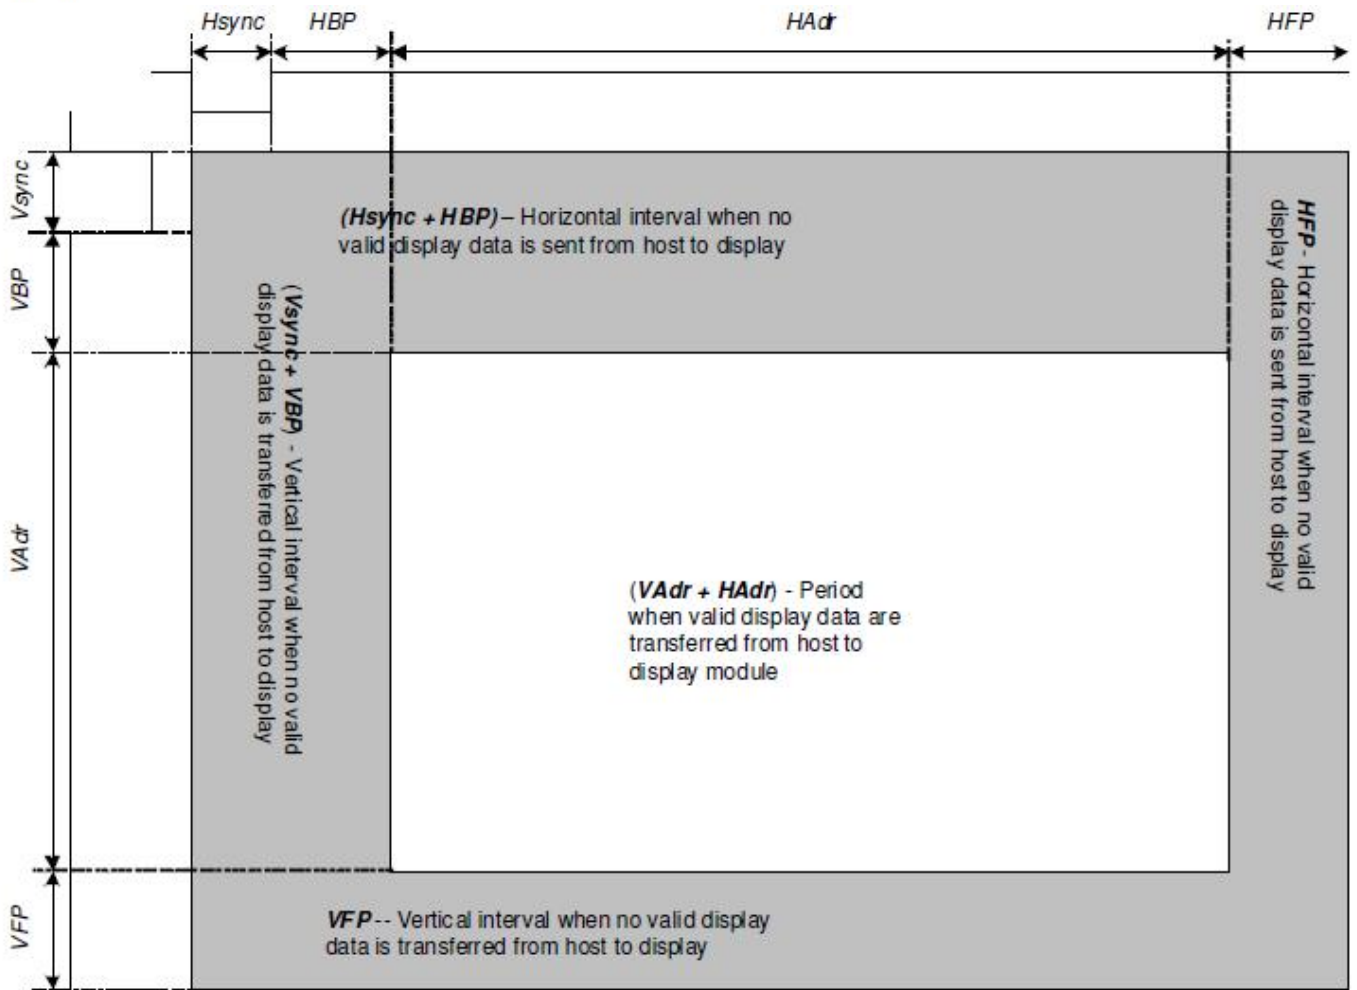 Hsync HBP HAdr HFP
Vsync
VBP
VAdr
VFP
(Hsync + HBP) – Horizontal interval when no
valid display data is sent from host to display
(Vsync + VBP) - Vertical interval when no valid
display data is transferred from host to display
HFP - Horizontal interval when no valid
display data is sent from host to display
(VAdr + HAdr) - Period
when valid display data are
transferred from host to
display module
VFP -- Vertical interval when no valid display
data is transferred from host to display